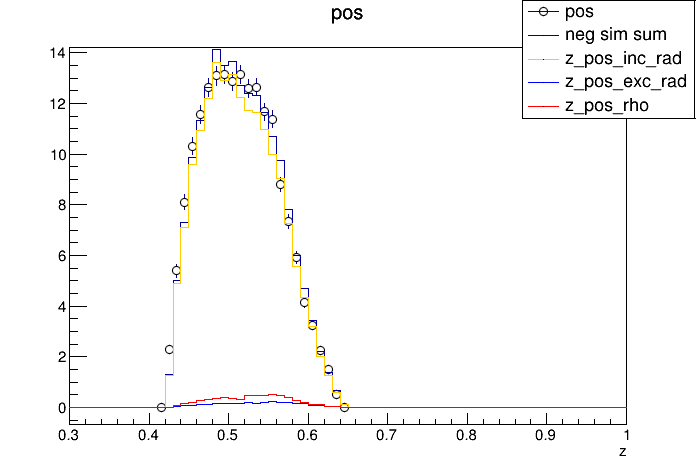 pos
pos
neg sim sum
z_pos_inc_rad
z_pos_exc_rad
z_pos_rho
14
12
10
8
6
4
2
0
0.3 0.4 0.5 0.6 0.7 0.8 0.9 1
z